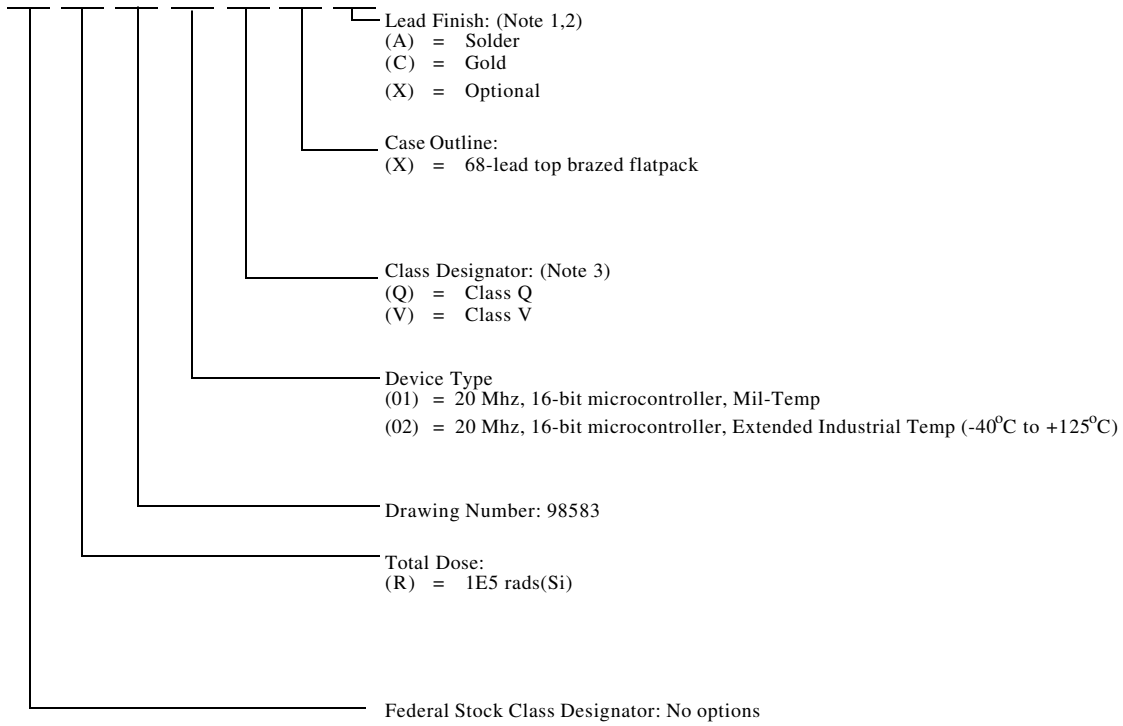 Lead Finish: (Note 1,2)
(A) = Solder
(C) = Gold
(X) = Optional
Case Outline:
(X) = 68-lead top brazed flatpack
Class Designator: (Note 3)
(Q) = Class Q
(V) = Class V
Device Type
(01) = 20 Mhz, 16-bit microcontroller, Mil-Temp
(02) = 20 Mhz, 16-bit microcontroller, Extended Industrial Temp (-40°C to +125°C)
Drawing Number: 98583
Total Dose:
(R) = 1E5 rads(Si)
Federal Stock Class Designator: No options